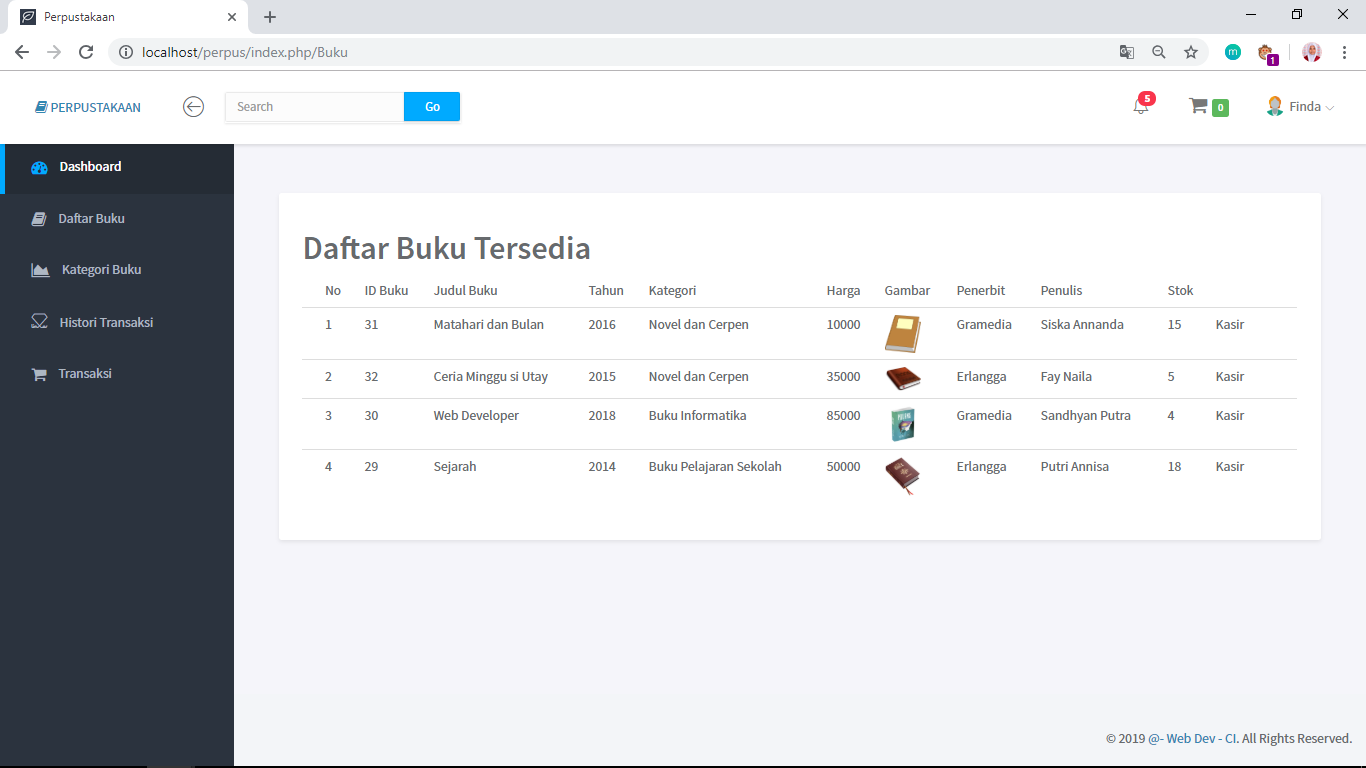 Perpustakaan
localhost/perpus/index.php/Buku
m
1
PERPUSTAKAAN
Search
Go
5
0
Finda
Dashboard
Daftar Buku
Kategori Buku
Histori Transaksi
Transaksi
Daftar Buku Tersedia
No ID Buku Judul Buku Tahun Kategori Harga Gambar Penerbit Penulis Stok
1 31 Matahari dan Bulan 2016 Novel dan Cerpen 10000 Gramedia Siska Annanda 15 Kasir
2 32 Ceria Minggu si Utay 2015 Novel dan Cerpen 35000 Erlangga Fay Naila 5 Kasir
3 30 Web Developer 2018 Buku Informatika 85000 Gramedia Sandhyan Putra 4 Kasir
4 29 Sejarah 2014 Buku Pelajaran Sekolah 50000 Erlangga Putri Annisa 18 Kasir
© 2019 @- Web Dev - CI. All Rights Reserved.